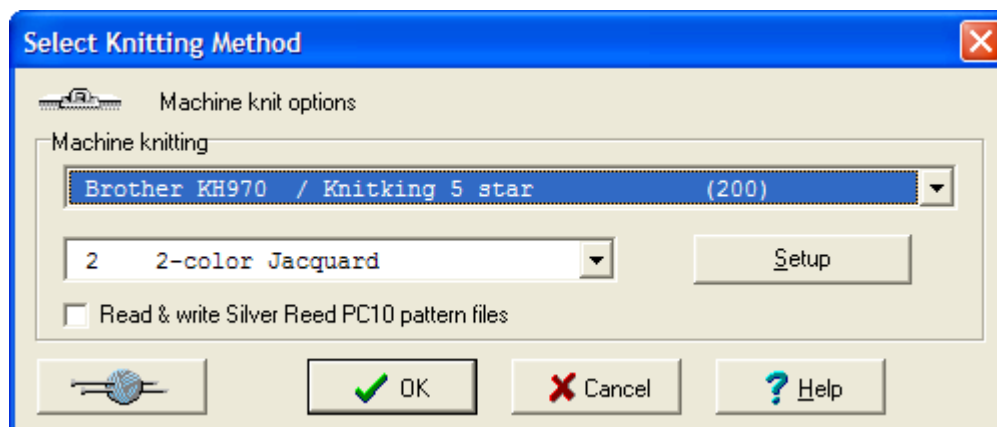 Select Knitting Method
Machine knit options
Machine knitting
Brother KH970 / Knitking 5 star (200)
2 2-color Jacquard
Setup
Read & write Silver Reed PC10 pattern files
OK Cancel Help